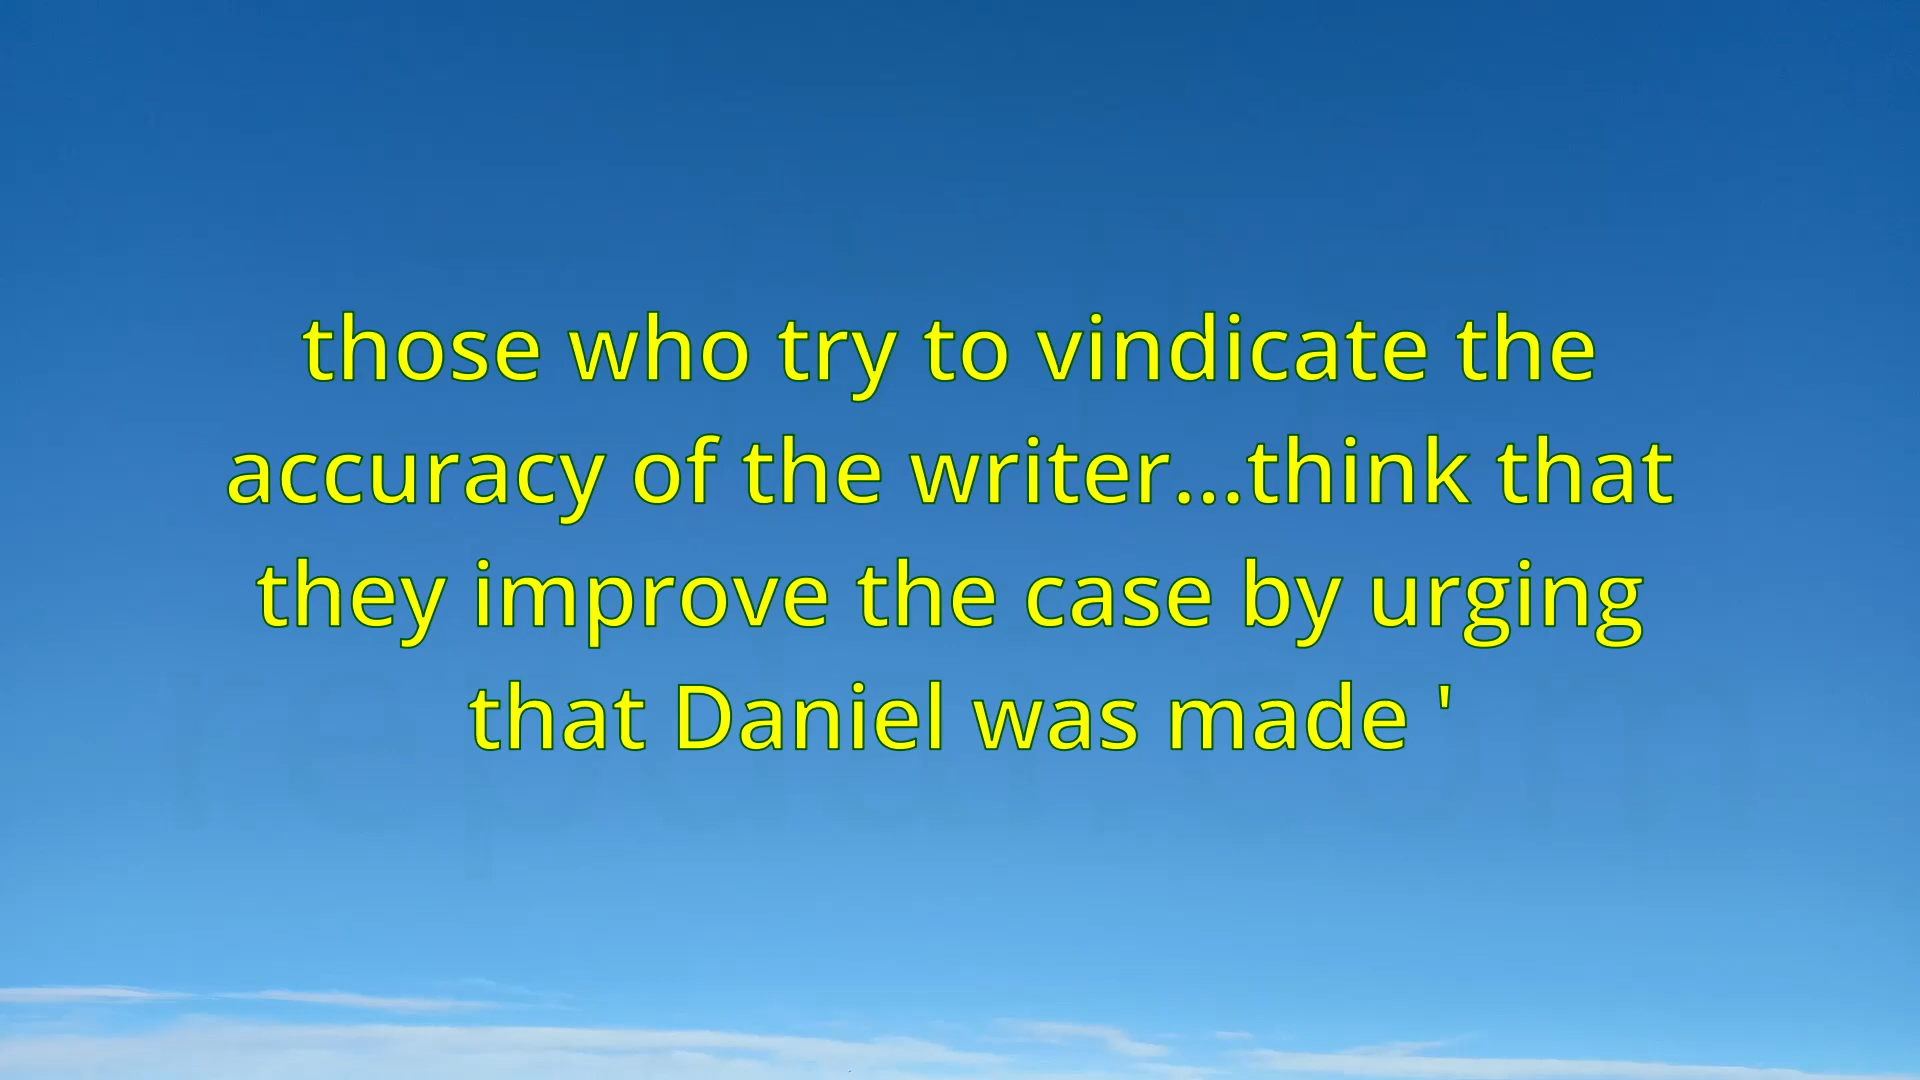 those who try to vindicate the
accuracy of the writer...think that
they improve the case by urging
that Daniel was made '